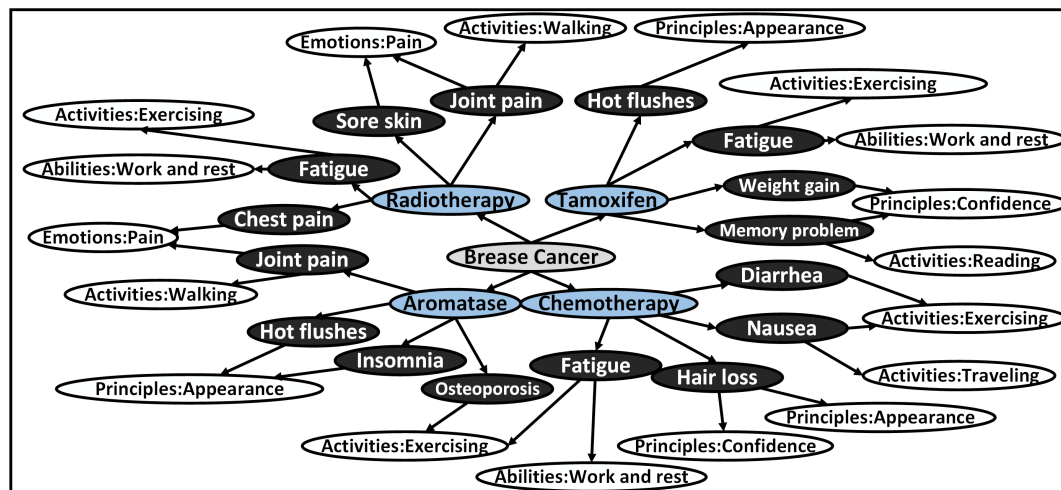 Activities:Walking
Principles:Appearance
Emotions:Pain
Activities:Exercising
Joint pain
Hot flushes
Activities:Exercising
Sore skin
Fatigue
Abilities:Work and rest
Abilities:Work and rest
Fatigue
Weight gain
Radiotherapy
Tamoxifen
Principles:Confidence
Chest pain
Memory problem
Emotions:Pain
Joint pain
Brease Cancer
Activities:Reading
Diarrhea
Activities:Walking
Aromatase
Chemotherapy
Activities:Exercising
Hot flushes
Nausea
Insomnia
Fatigue
Hair loss
Activities:Traveling
Principles:Appearance
Osteoporosis
Principles:Appearance
Activities:Exercising
Principles:Confidence
Abilities:Work and rest